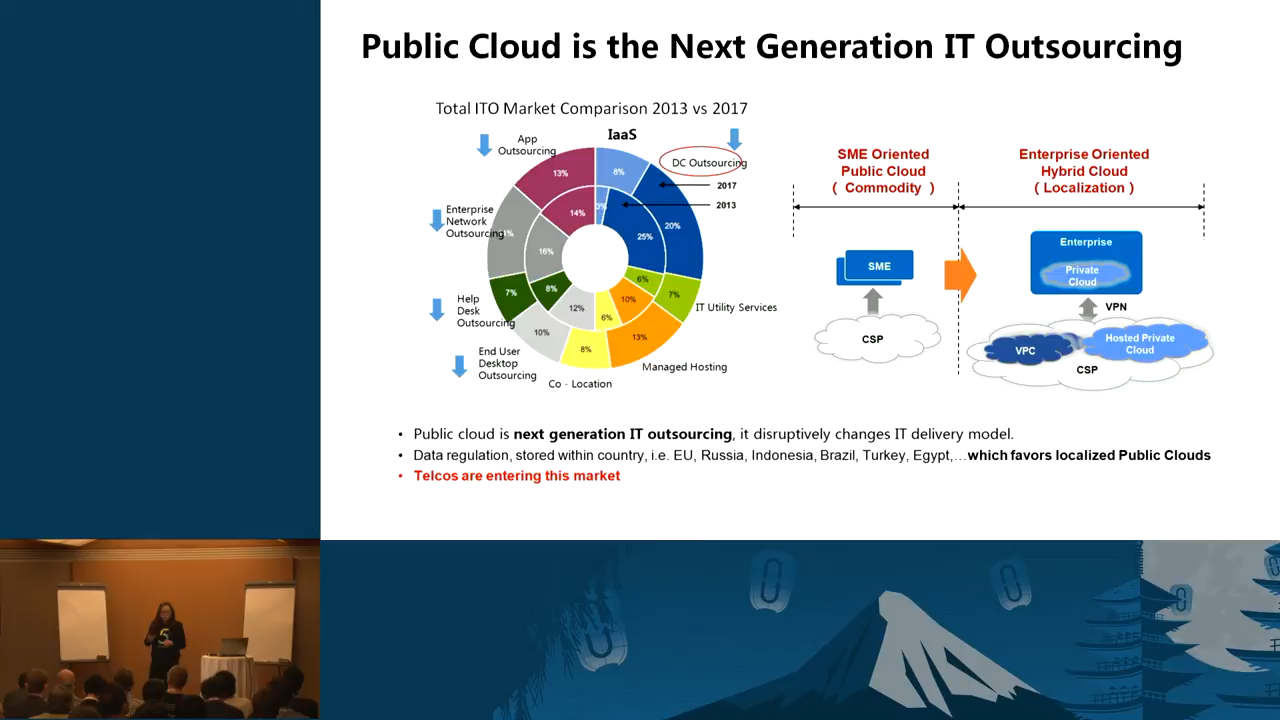 Public Cloud is the Next Generation IT Outsourcing
Total ITO Market Comparison 2013 vs 2017
IaaS
App
Outsourcing
DC Outsourcing
2017
2013
13%
8%
14%
3%
20%
25%
Enterprise
Network
Outsourcing
16%
6%
7%
IT Utility Services
7%
8%
12%
6%
10%
Help
Desk
Outsourcing
10%
8%
13%
End User
Desktop
Outsourcing
Co - Location
Managed Hosting
SME Oriented
Public Cloud
( Commodity )
Enterprise Oriented
Hybrid Cloud
( Localization )
SME
CSP
Enterprise
Private
Cloud
VPN
VPC
Hosted Private
Cloud
CSP
• Public cloud is next generation IT outsourcing, it disruptively changes IT delivery model.
• Data regulation, stored within country, i.e. EU, Russia, Indonesia, Brazil, Turkey, Egypt,…which favors localized Public Clouds
• Telcos are entering this market
5